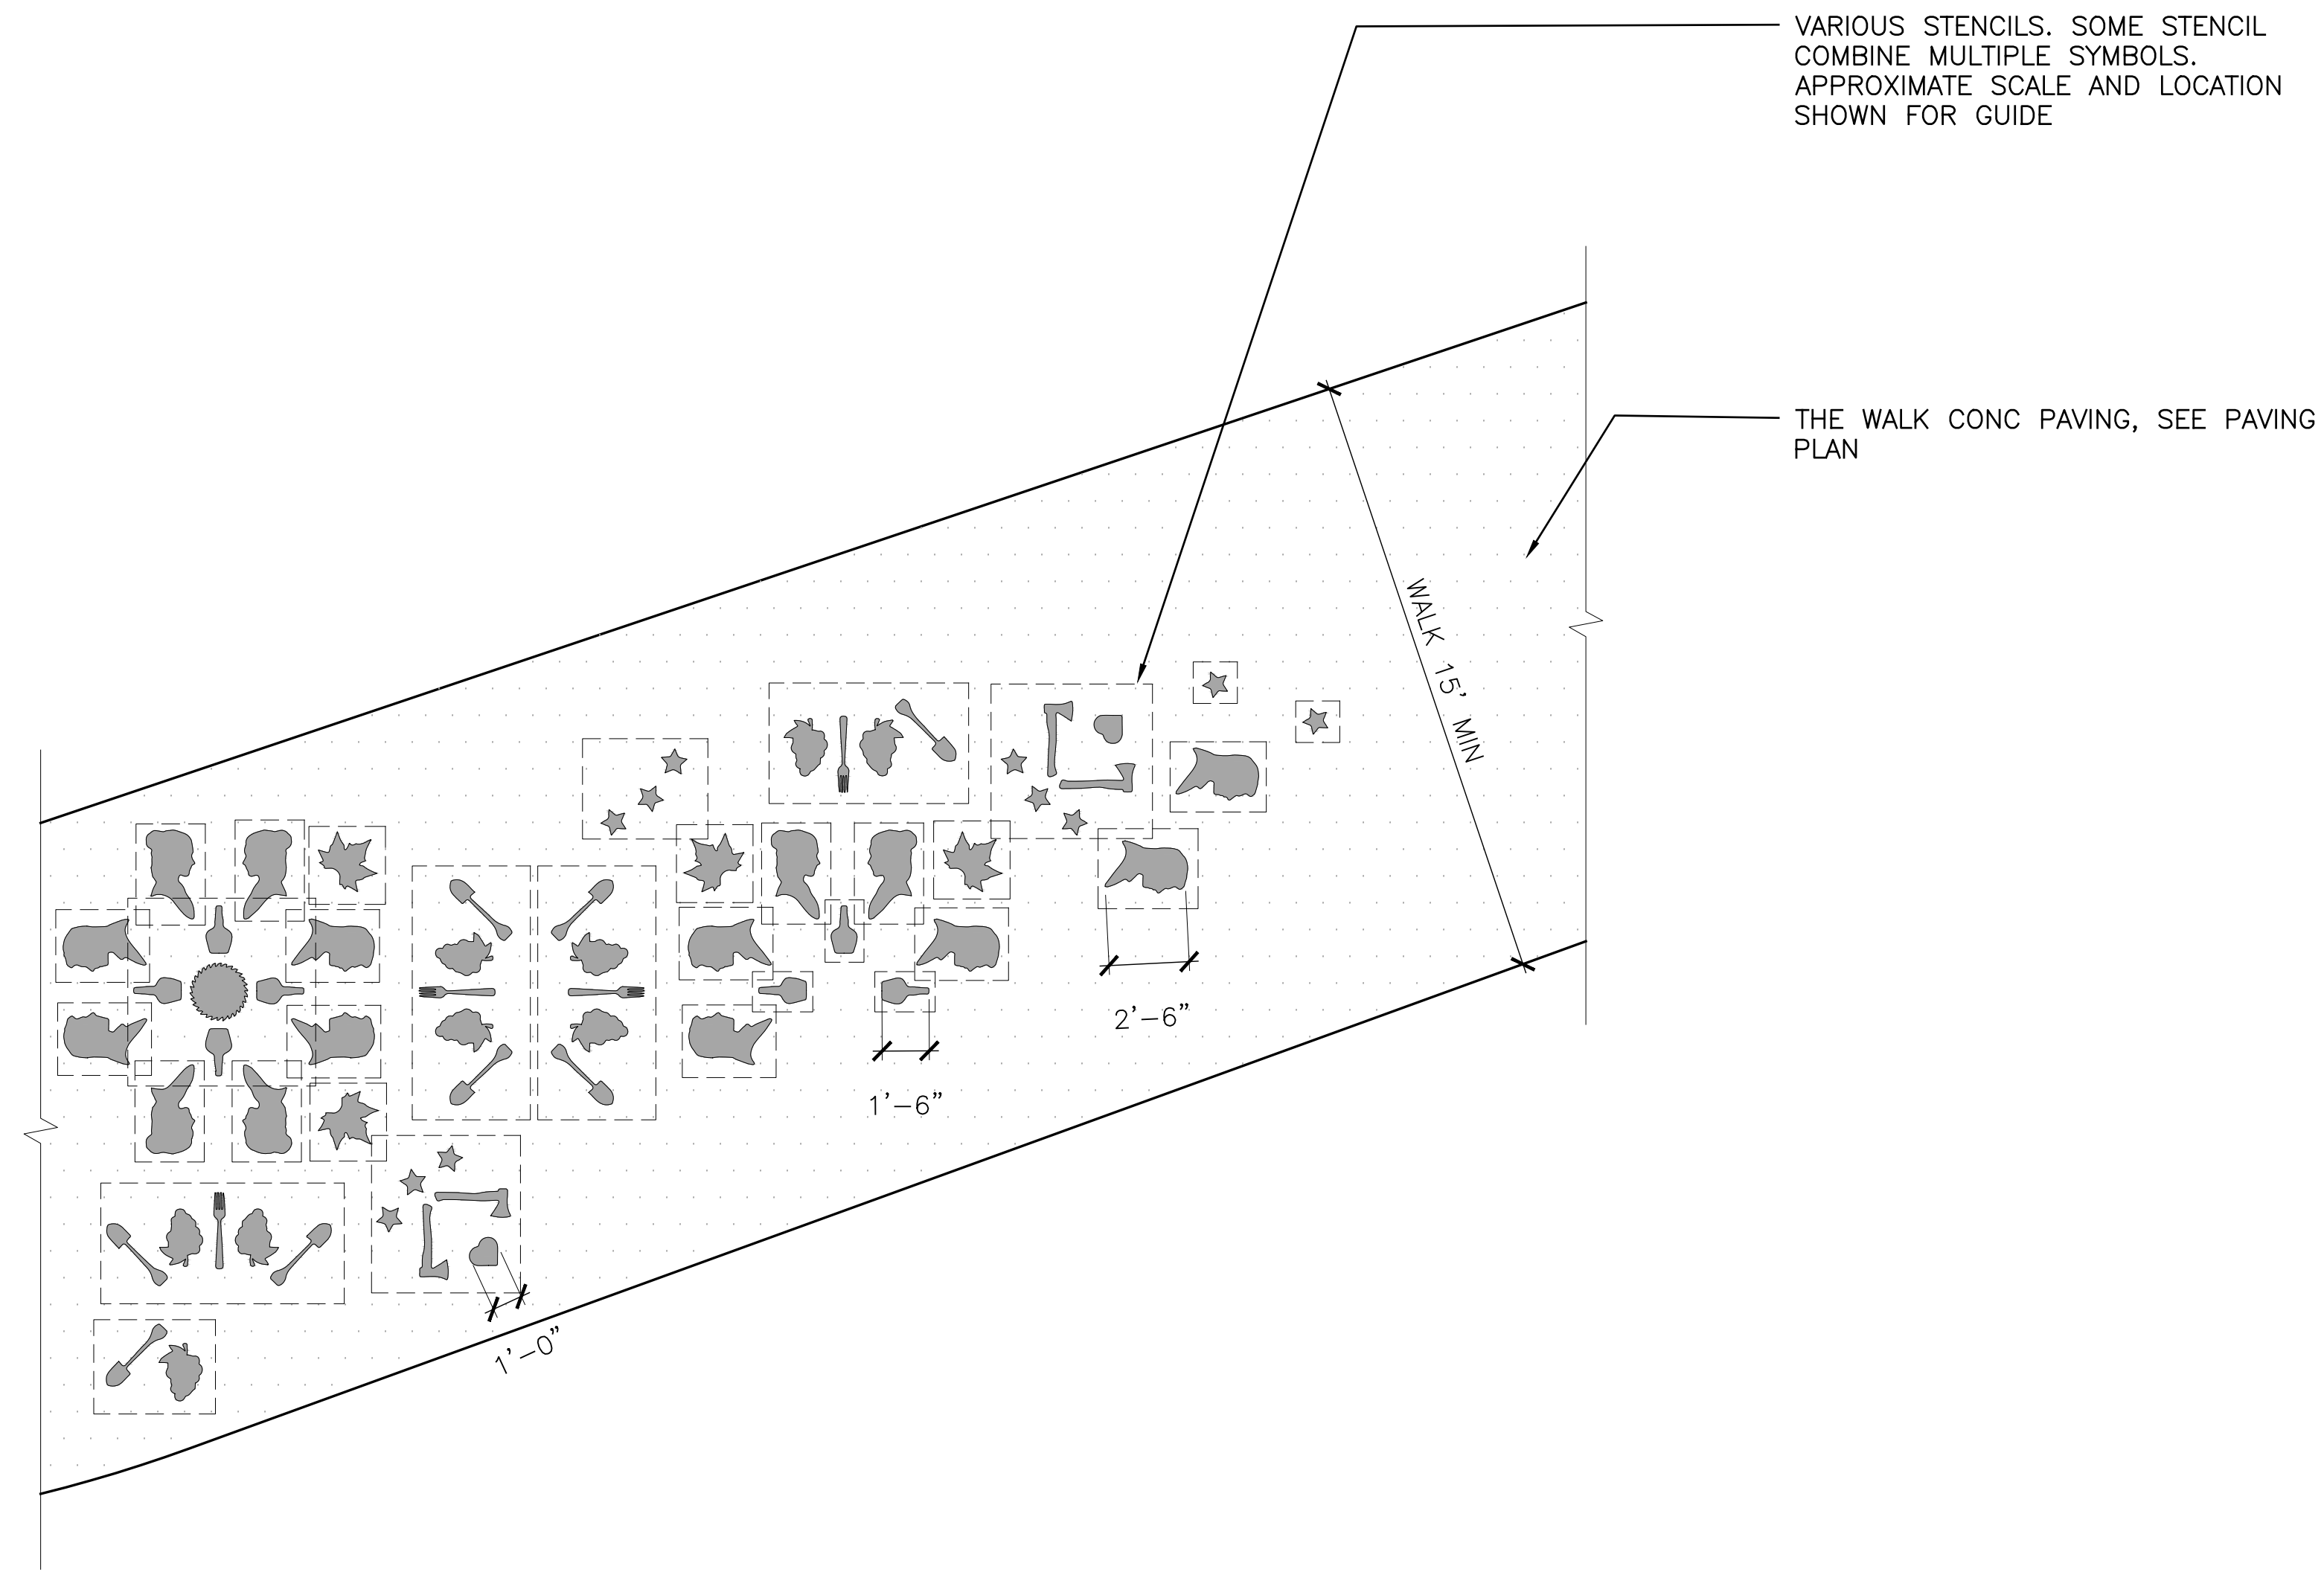 VARIOUS STENCILS. SOME STENCIL
COMBINE MULTIPLE SYMBOLS.
APPROXIMATE SCALE AND LOCATION
SHOWN FOR GUIDE
THE WALK CONC PAVING, SEE PAVING
PLAN
WALK 15' MIN
2'-6"
1'-6"
1'-0"